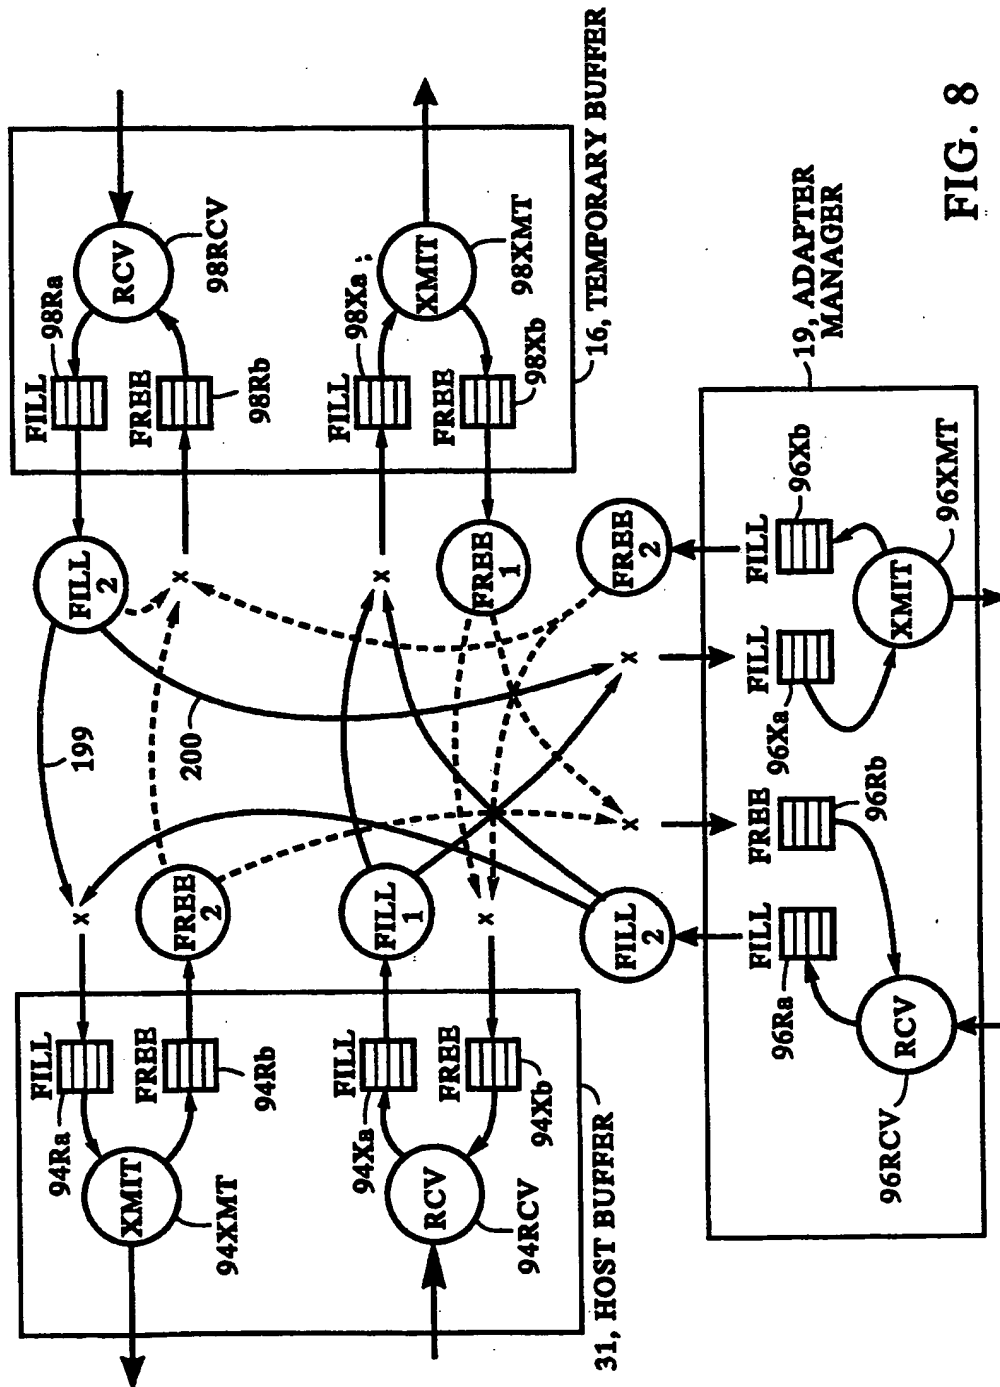 FILL
98Ra
RCV
98RCV
FREE
98Rb
FILL
98Xa
XMIT
98XMT
FREE
98Xb
16, TEMPORARY BUFFER
FILL
2
FREE
1
FREE
2
x
x
x
x
x
x
199
200
FREE
2
FILL
1
FILL
2
FILL
94Ra
XMIT
94XMT
FREE
94Rb
FILL
94Xa
RCV
94RCV
FREE
94Xb
31, HOST BUFFER
19, ADAPTER
MANAGER
FILL
96Xb
XMIT
96XMT
FILL
96Xa
FREE
96Rb
FILL
96Ra
RCV
96RCV
FIG. 8